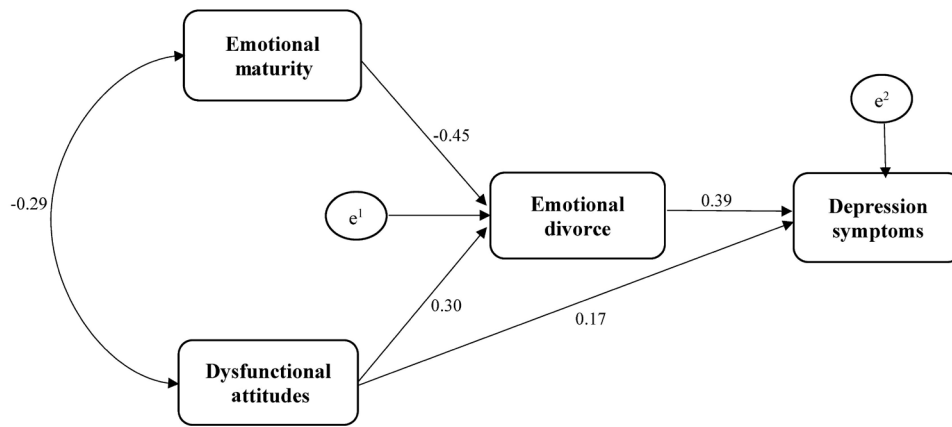 Emotional
maturity
e²
-0.45
-0.29
Emotional
divorce
0.39
Depression
symptoms
e¹
0.30
0.17
Dysfunctional
attitudes